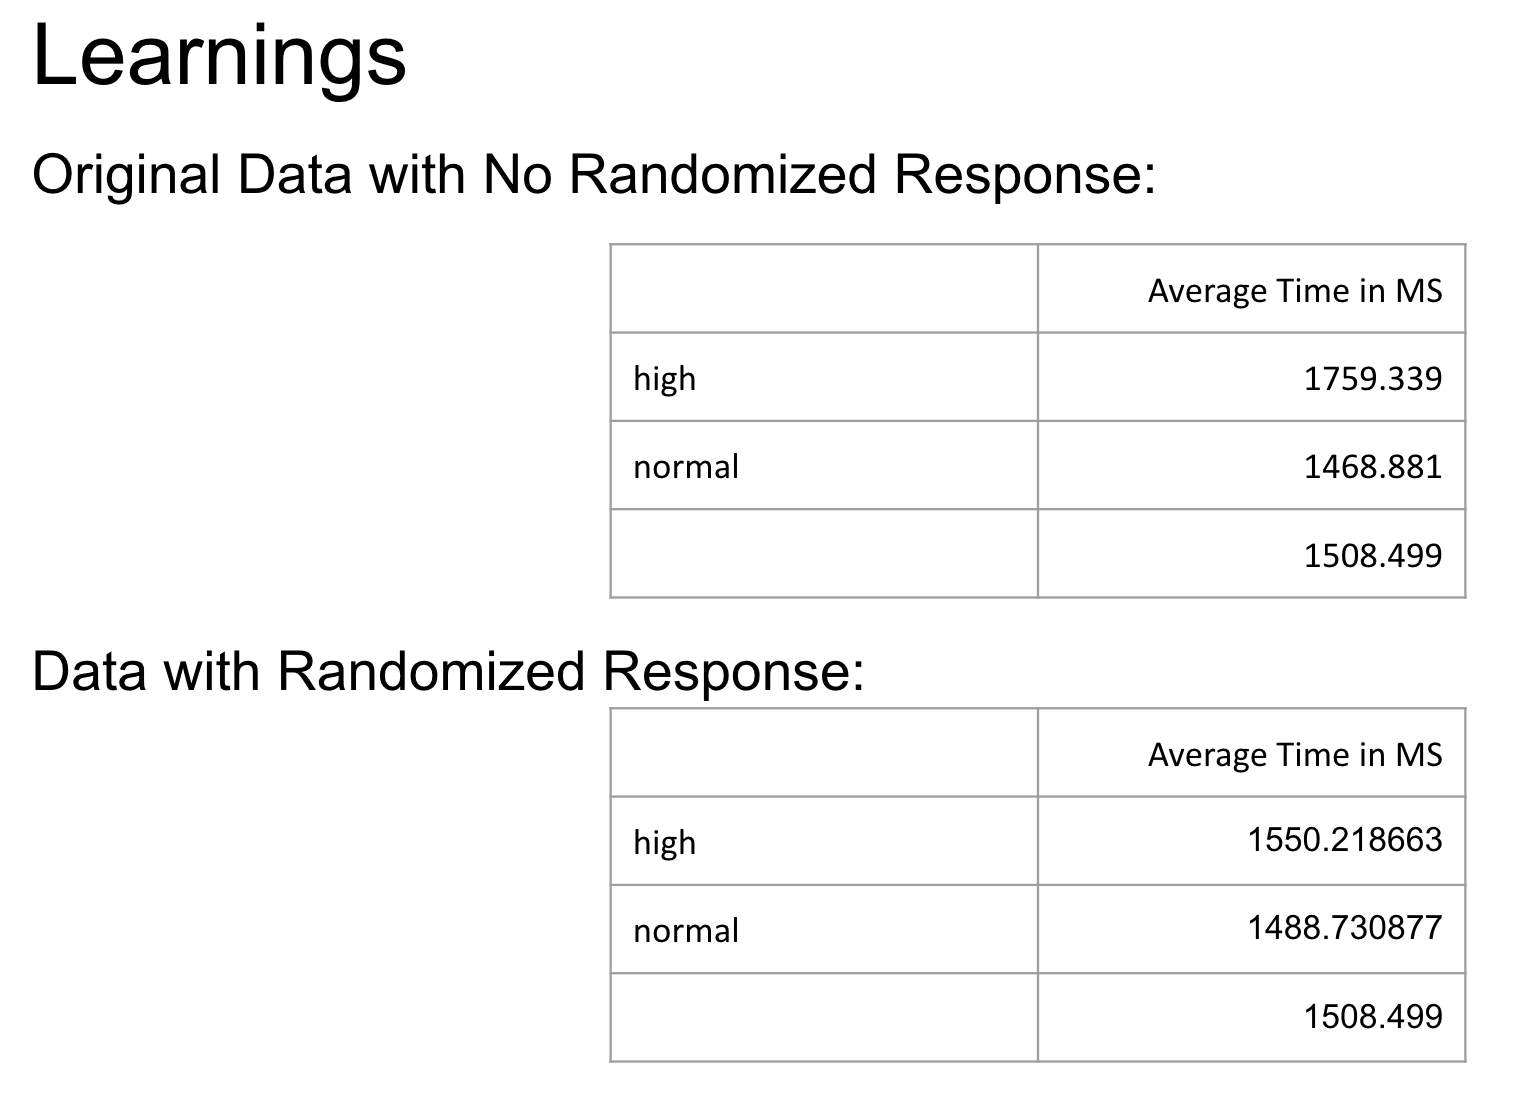 Learnings
Original Data with No Randomized Response:
Average Time in MS
high 1759.339
normal 1468.881
1508.499
Data with Randomized Response:
Average Time in MS
high 1550.218663
normal 1488.730877
1508.499